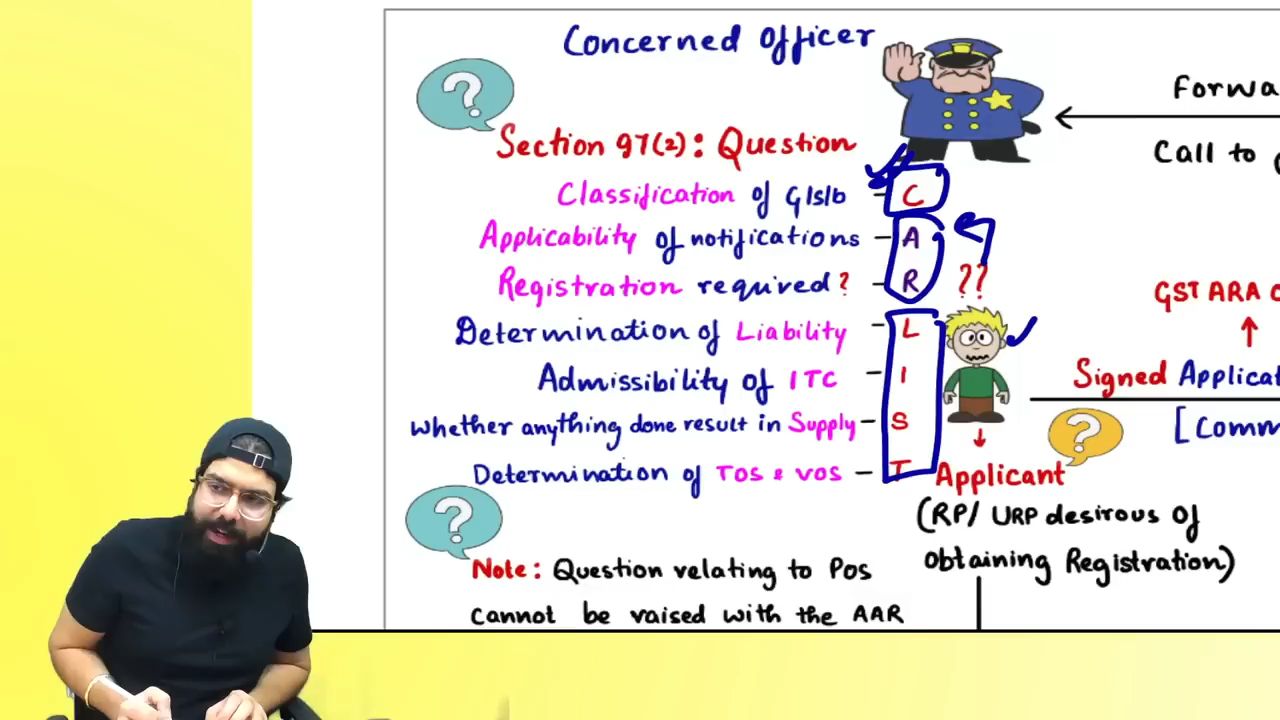 Concerned Officer
Section 97(2): Question
Classification of G/s/b - C
Applicability of notifications - A
Registration required? - R ??
Determination of Liability - L
Admissibility of ITC - I
Whether anything done result in Supply - S
Determination of TOS & VOS - T
Note: Question relating to Pos
cannot be raised with the AAR
Forwa
Call to
GST ARA
Signed Applicat
[Comm
Applicant
(RP/ URP desirous of
obtaining Registration)